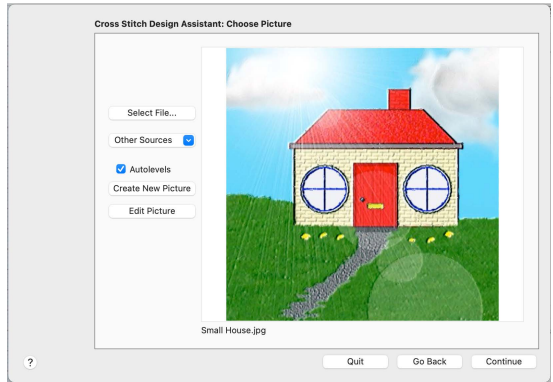 Cross Stitch Design Assistant: Choose Picture
Select File...
Other Sources
Autolevels
Create New Picture
Edit Picture
Small House.jpg
?
Quit
Go Back
Continue